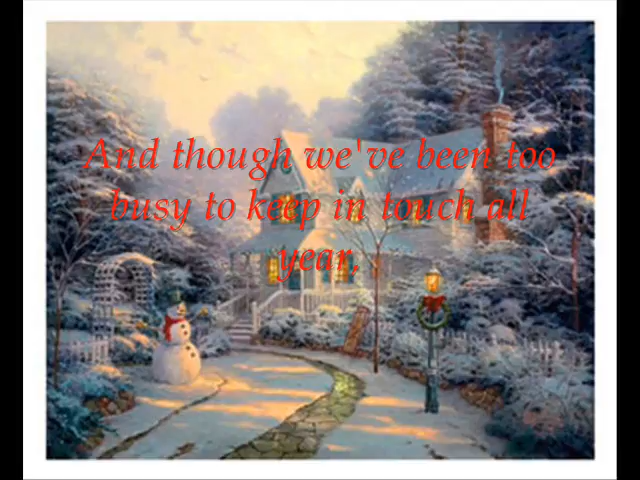 And though we've been too
busy to keep in touch all
year,